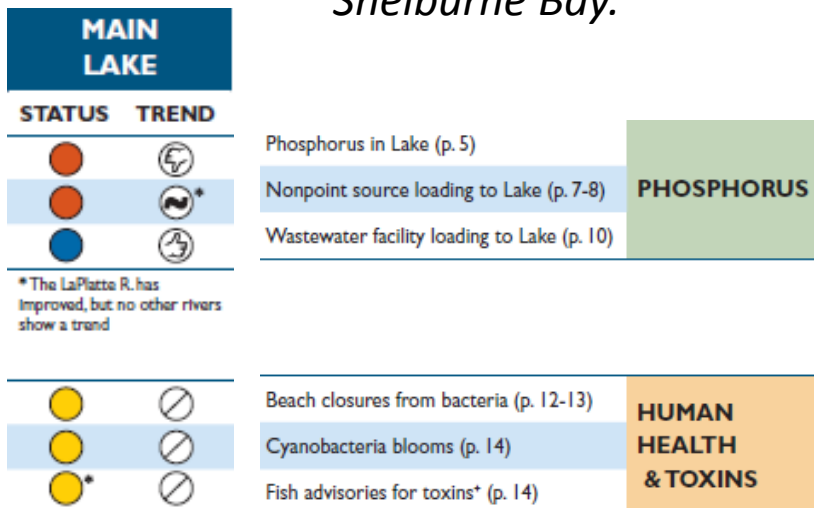 Shelburne Bay.
MAIN
LAKE
STATUS TREND
Phosphorus in Lake (p. 5)
*
Nonpoint source loading to Lake (p. 7-8)
PHOSPHORUS
Wastewater facility loading to Lake (p. 10)
* The LaPlatte R. has
improved, but no other rivers
show a trend
Beach closures from bacteria (p. 12-13)
Cyanobacteria blooms (p. 14)
*
Fish advisories for toxins+ (p. 14)
HUMAN
HEALTH
& TOXINS